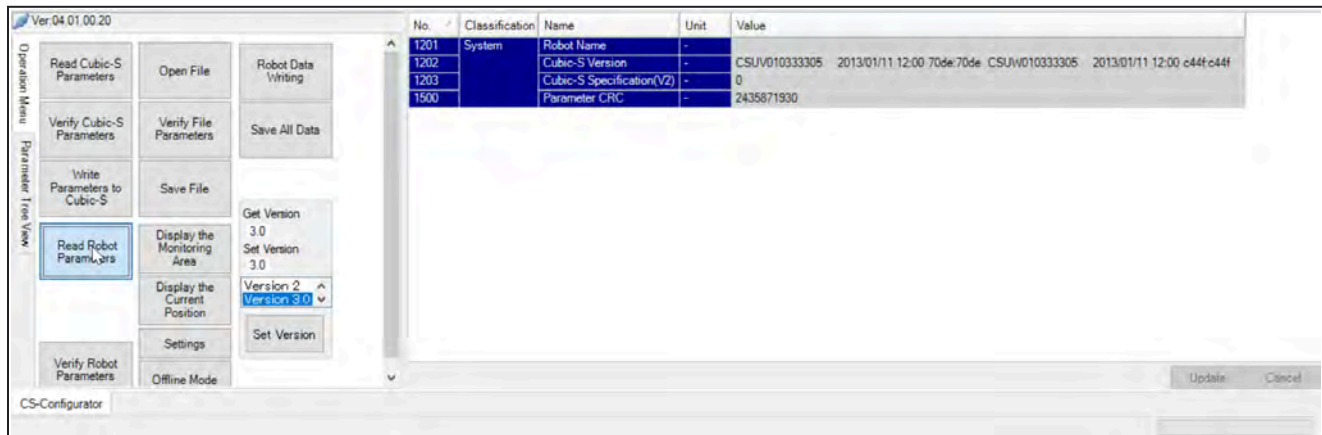 Ver:04.01.00.20
Operation Menu
Parameter Tree View
Read Cubic-S
Parameters
Open File
Robot Data
Writing
Verify Cubic-S
Parameters
Verify File
Parameters
Save All Data
Write
Parameters to
Cubic-S
Save File
Get Version
3.0
Set Version
3.0
Read Robot
Parameters
Display the
Monitoring
Area
Version 2
Version 3.0
Display the
Current
Position
Set Version
Settings
Verify Robot
Parameters
Offline Mode
CS-Configurator
No. Classification Name Unit Value
1201 System Robot Name -
1202 Cubic-S Version - CSUV010333305 2013/01/11 12:00 70de:70de CSUW010333305 2013/01/11 12:00 c44f:c44f
1203 Cubic-S Specification(V2) - 0
1500 Parameter CRC - 2435871930
Update Cancel